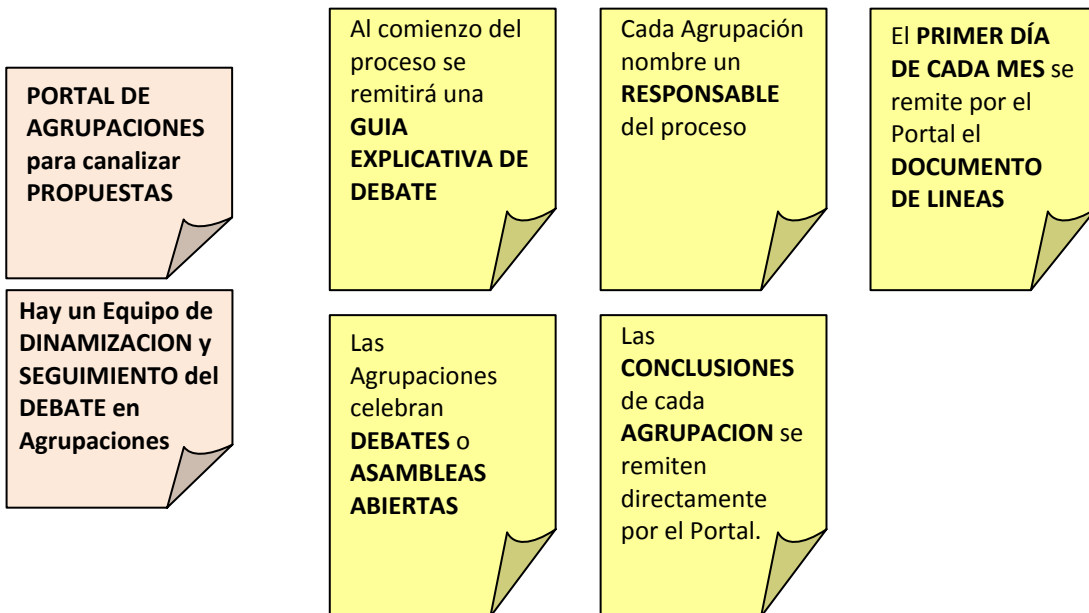 PORTAL DE
AGRUPACIONES
para canalizar
PROPUESTAS
Hay un Equipo de
DINAMIZACION y
SEGUIMIENTO del
DEBATE en
Agrupaciones
Al comienzo del
proceso se
remitirá una
GUIA
EXPLICATIVA DE
DEBATE
Cada Agrupación
nombre un
RESPONSABLE
del proceso
El PRIMER DÍA
DE CADA MES se
remite por el
Portal el
DOCUMENTO
DE LINEAS
Las
Agrupaciones
celebran
DEBATES o
ASAMBLEAS
ABIERTAS
Las
CONCLUSIONES
de cada
AGRUPACION se
remiten
directamente
por el Portal.